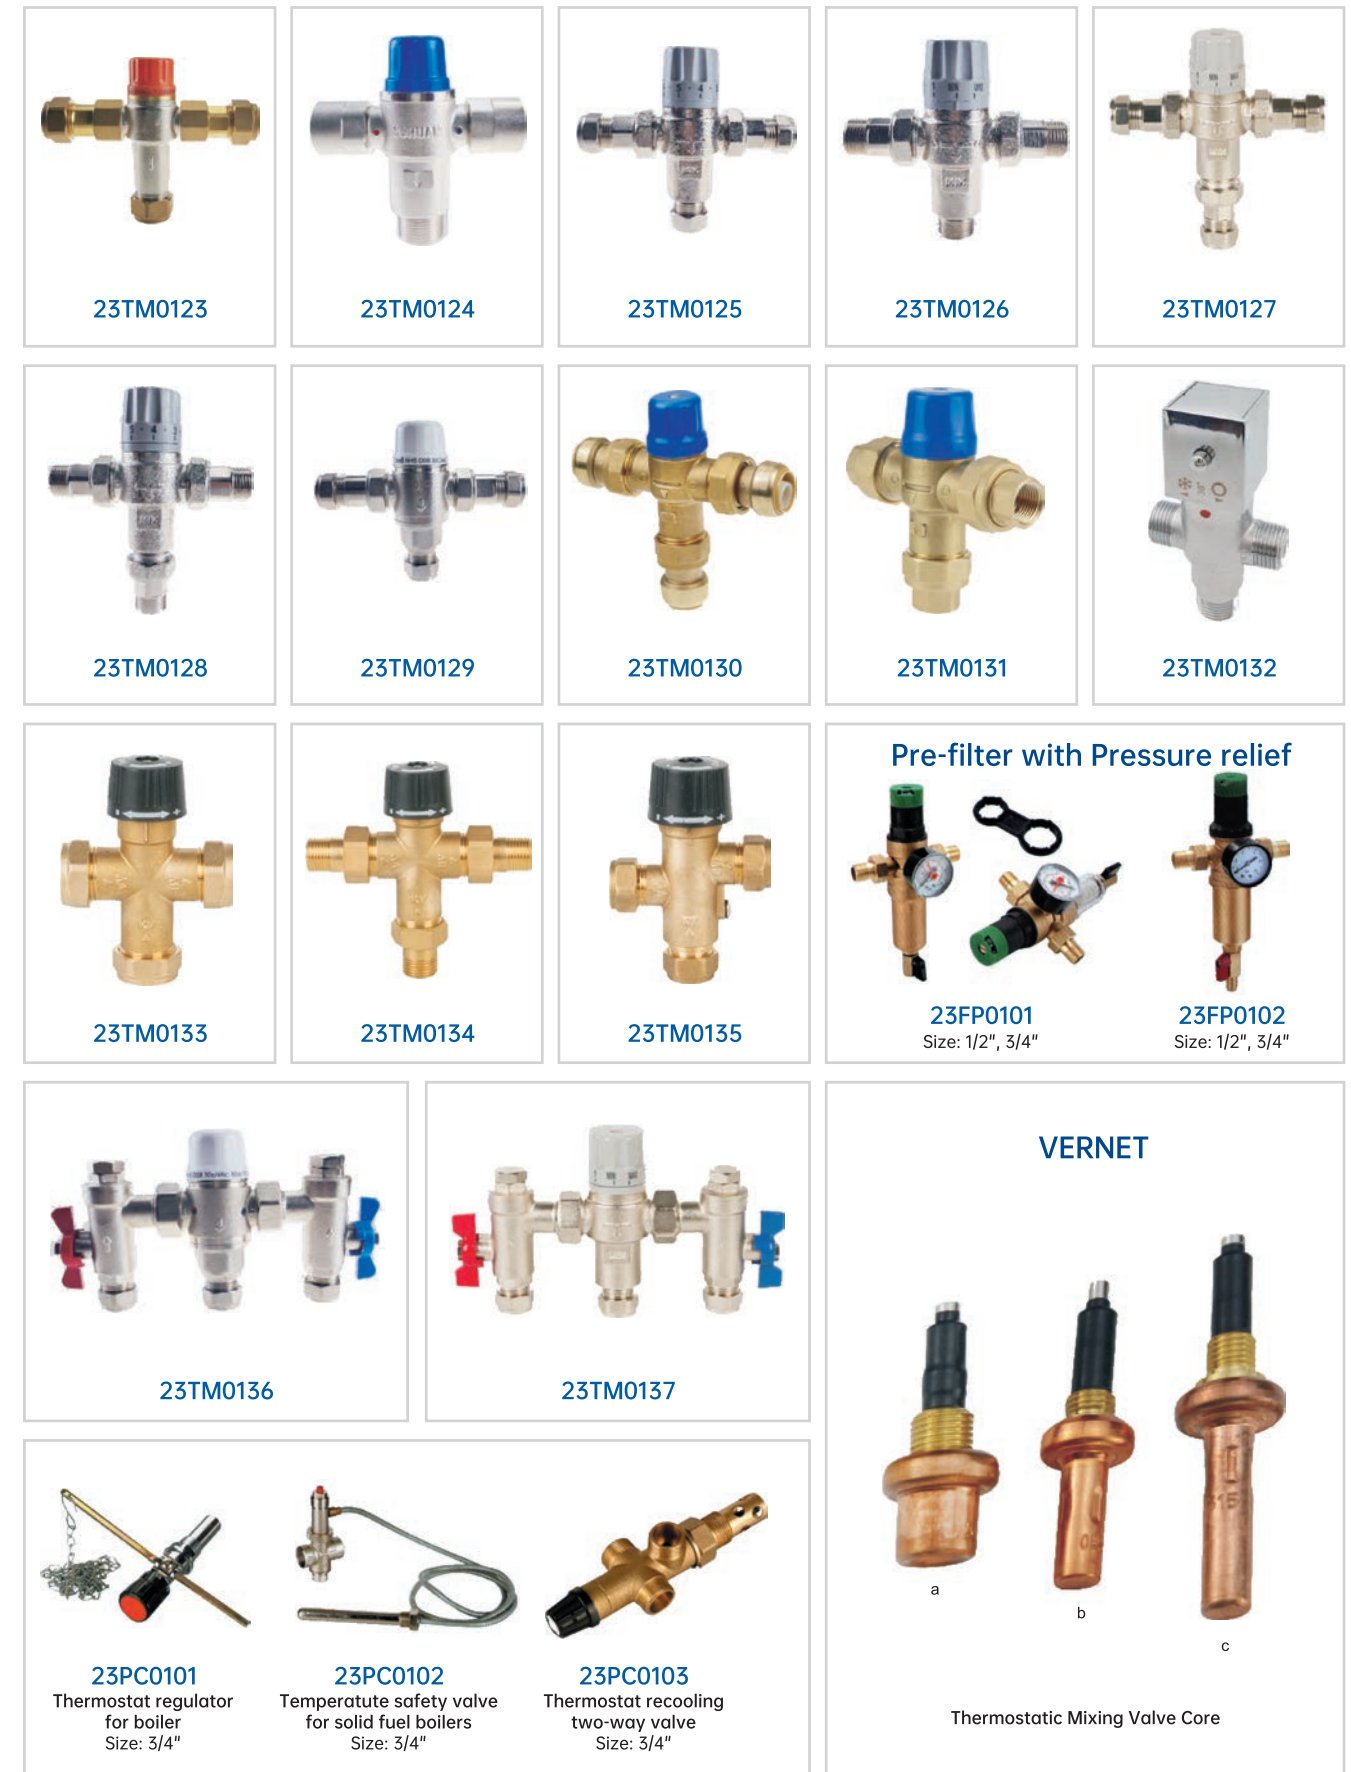 23TM0123
23TM0124
23TM0125
23TM0126
23TM0127
23TM0128
23TM0129
23TM0130
23TM0131
23TM0132
23TM0133
23TM0134
23TM0135
Pre-filter with Pressure relief
23FP0101
Size: 1/2", 3/4"
23FP0102
Size: 1/2", 3/4"
23TM0136
23TM0137
VERNET
a
b
c
Thermostatic Mixing Valve Core
23PC0101
Thermostat regulator
for boiler
Size: 3/4"
23PC0102
Temperatute safety valve
for solid fuel boilers
Size: 3/4"
23PC0103
Thermostat recooling
two-way valve
Size: 3/4"